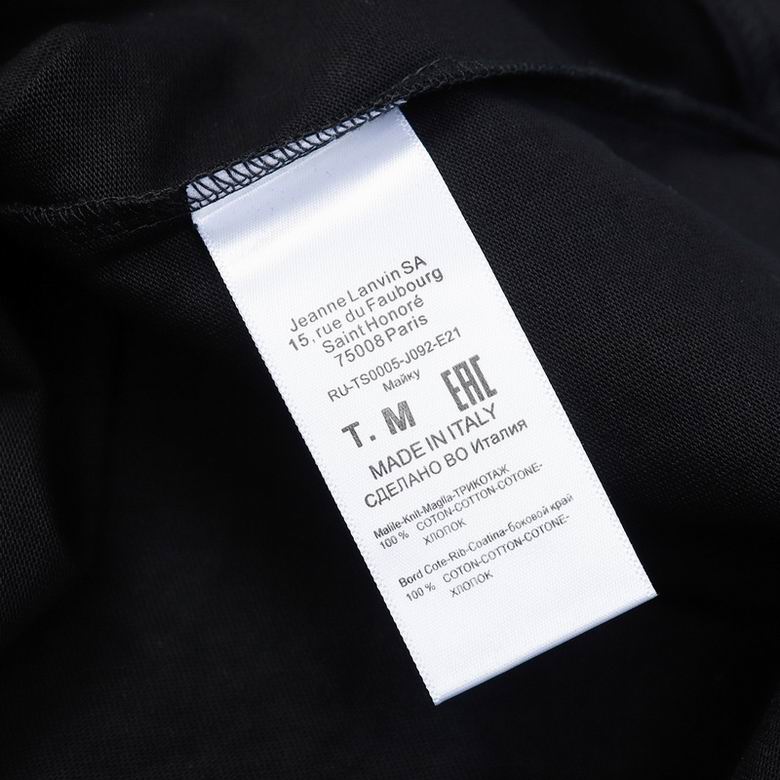 Jeanne Lanvin SA
15, rue du Faubourg
Saint Honoré
75008 Paris
RU-TS0005-J092-E21
Майку
T. M EAC
MADE IN ITALY
СДЕЛАНО ВО Италия
Malile-Knit-Maglla-ТРИКОТАЖ
100 % COTON-COTTON-COTONE-
ХЛОПОК
Bord Cote-Rib-Coatina-боковой край
100 % COTON-COTTON-COTONE-
ХЛОПОК